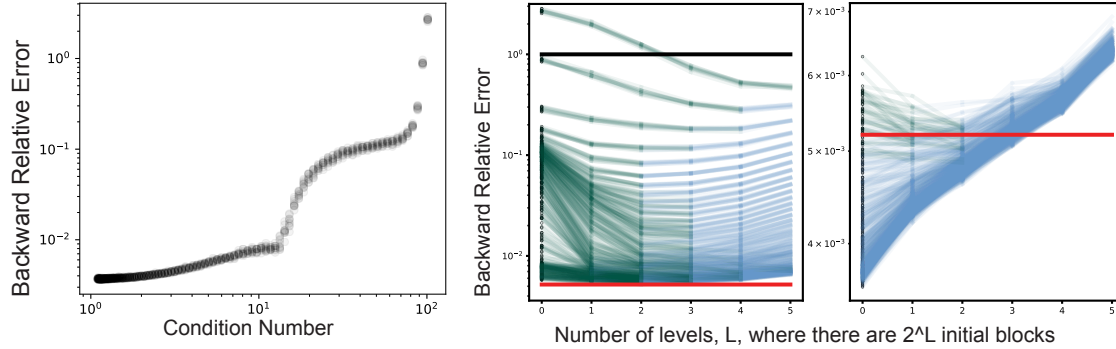 Backward Relative Error
10^0
10^-1
10^-2
10^0
10^1
10^2
Condition Number
Backward Relative Error
10^0
10^-1
10^-2
0 1 2 3 4 5
7 × 10^-3
6 × 10^-3
5 × 10^-3
4 × 10^-3
0 1 2 3 4 5
Number of levels, L, where there are 2^L initial blocks